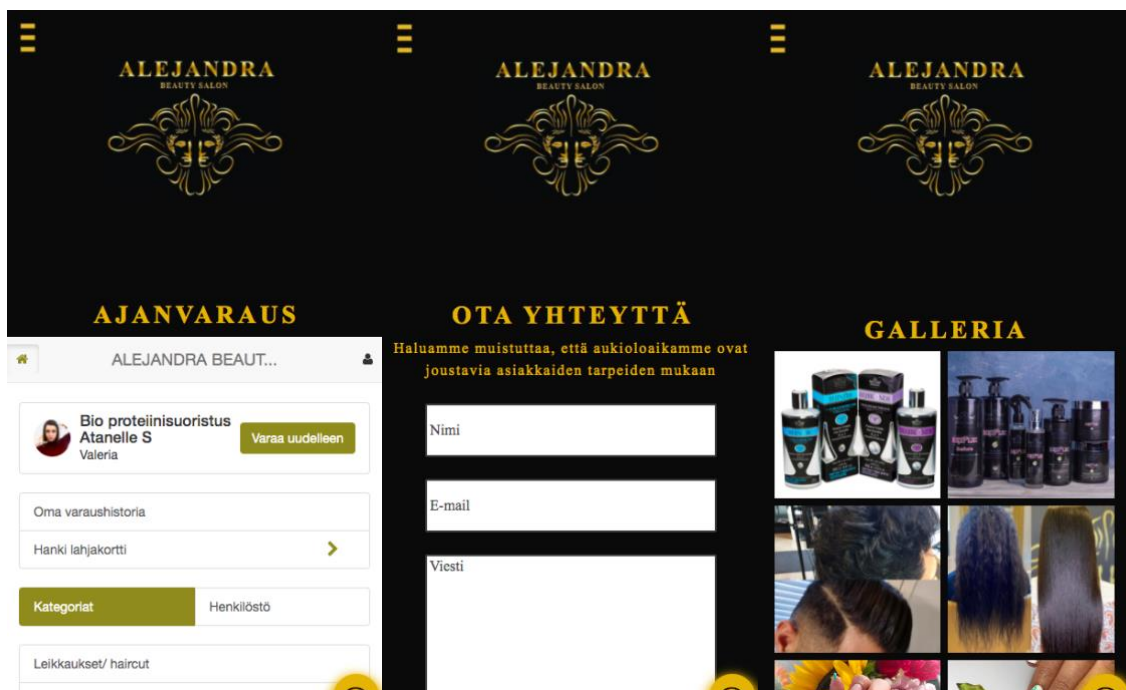 ALEJANDRA
BEAUTY SALON
AJANVARAUS
ALEJANDRA BEAUT...
Bio proteiinisuoristus
Atanelle S
Valeria
Varaa uudelleen
Oma varaushistoria
Hanki lahjakortti
Kategoriat
Henkilöstö
Leikkaukset/ haircut
ALEJANDRA
BEAUTY SALON
OTA YHTEYTTÄ
Haluamme muistuttaa, että aukioloaikamme ovat
joustavia asiakkaiden tarpeiden mukaan
Nimi
E-mail
Viesti
ALEJANDRA
BEAUTY SALON
GALLERIA